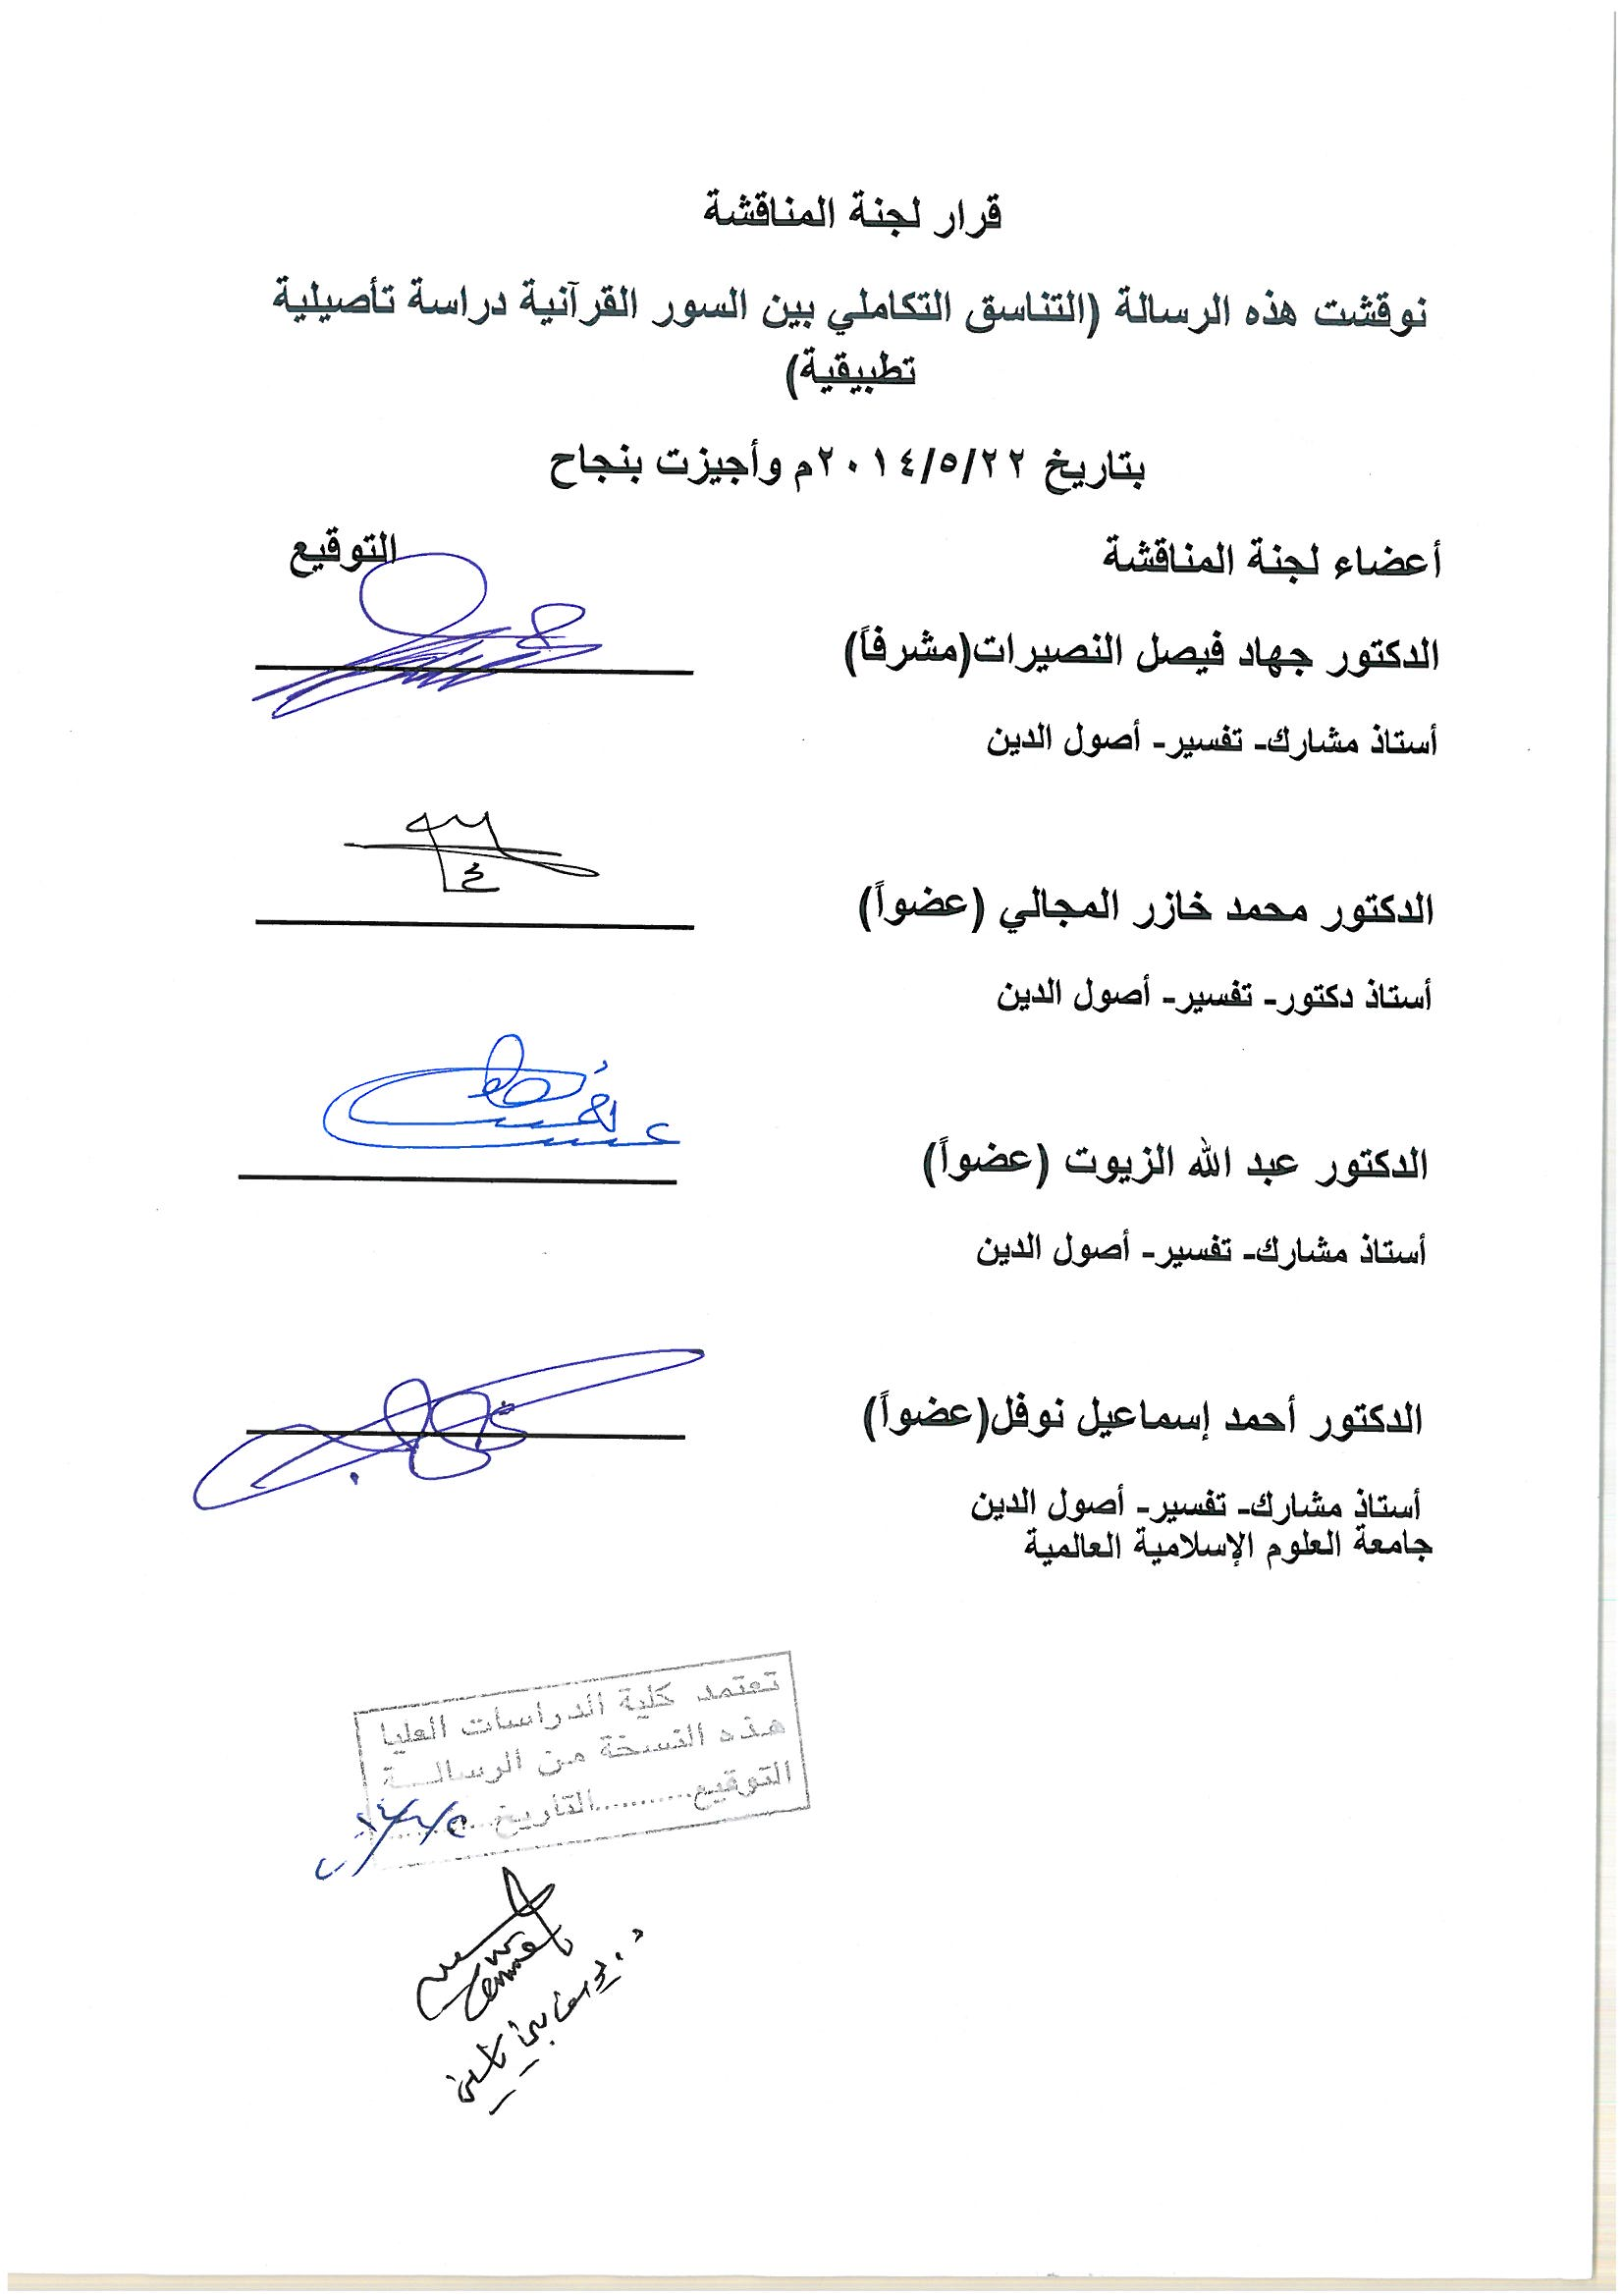 قرار لجنة المناقشة
نوقشت هذه الرسالة (التناسق التكاملي بين السور القرآنية دراسة تأصيلية
تطبيقية)
بتاريخ ٢٠١٤/٥/٢٢م وأجيزت بنجاح
أعضاء لجنة المناقشة
التوقيع
الدكتور جهاد فيصل النصيرات(مشرفاً)
أستاذ مشارك- تفسير- أصول الدين
الدكتور محمد خازر المجالي (عضواً)
أستاذ دكتور- تفسير- أصول الدين
الدكتور عبد الله الزيوت (عضواً)
أستاذ مشارك- تفسير- أصول الدين
الدكتور أحمد إسماعيل نوفل(عضواً)
أستاذ مشارك- تفسير- أصول الدين
جامعة العلوم الإسلامية العالمية
تعتمد كلية الدراسات العليا
هذه النسخة من الرسالة
التوقيع..........التاريخ